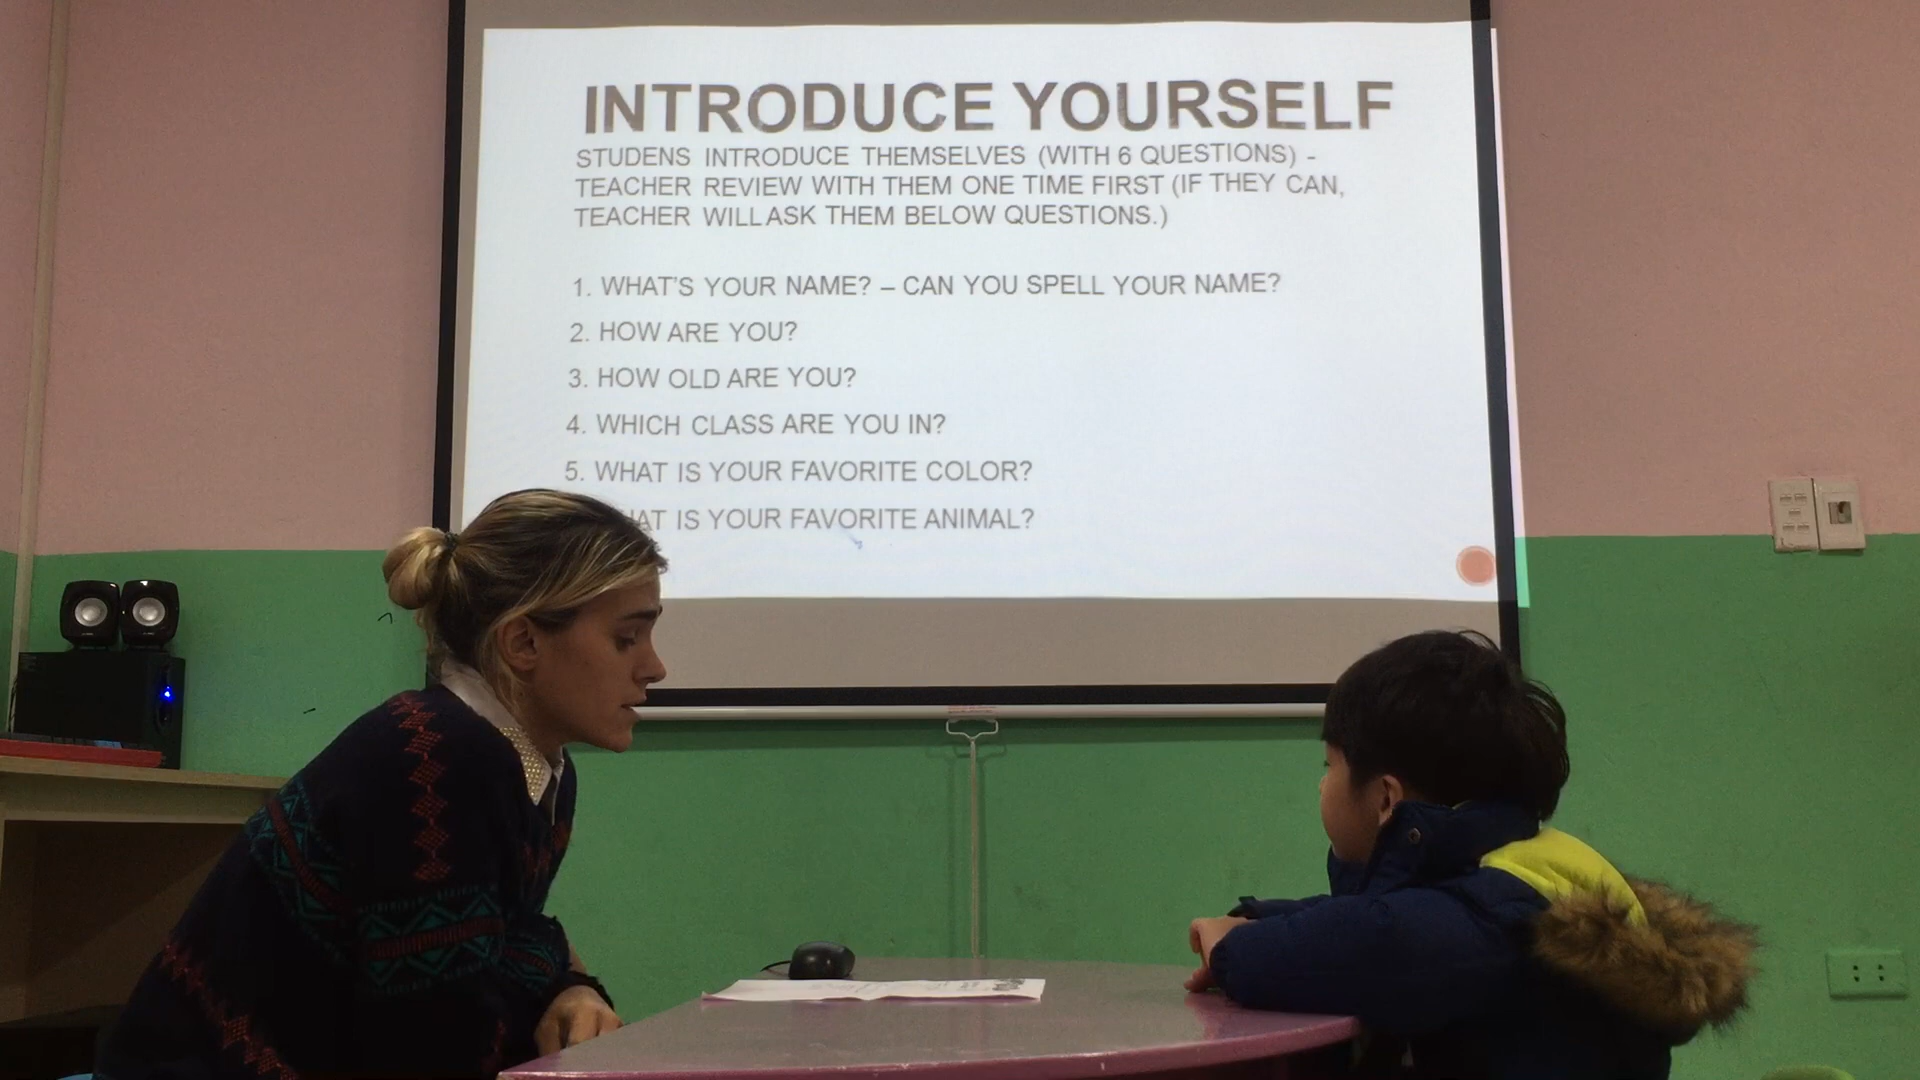 INTRODUCE YOURSELF
STUDENS INTRODUCE THEMSELVES (WITH 6 QUESTIONS) -
TEACHER REVIEW WITH THEM ONE TIME FIRST (IF THEY CAN,
TEACHER WILL ASK THEM BELOW QUESTIONS.)
1. WHAT'S YOUR NAME? – CAN YOU SPELL YOUR NAME?
2. HOW ARE YOU?
3. HOW OLD ARE YOU?
4. WHICH CLASS ARE YOU IN?
5. WHAT IS YOUR FAVORITE COLOR?
IS YOUR FAVORITE ANIMAL?